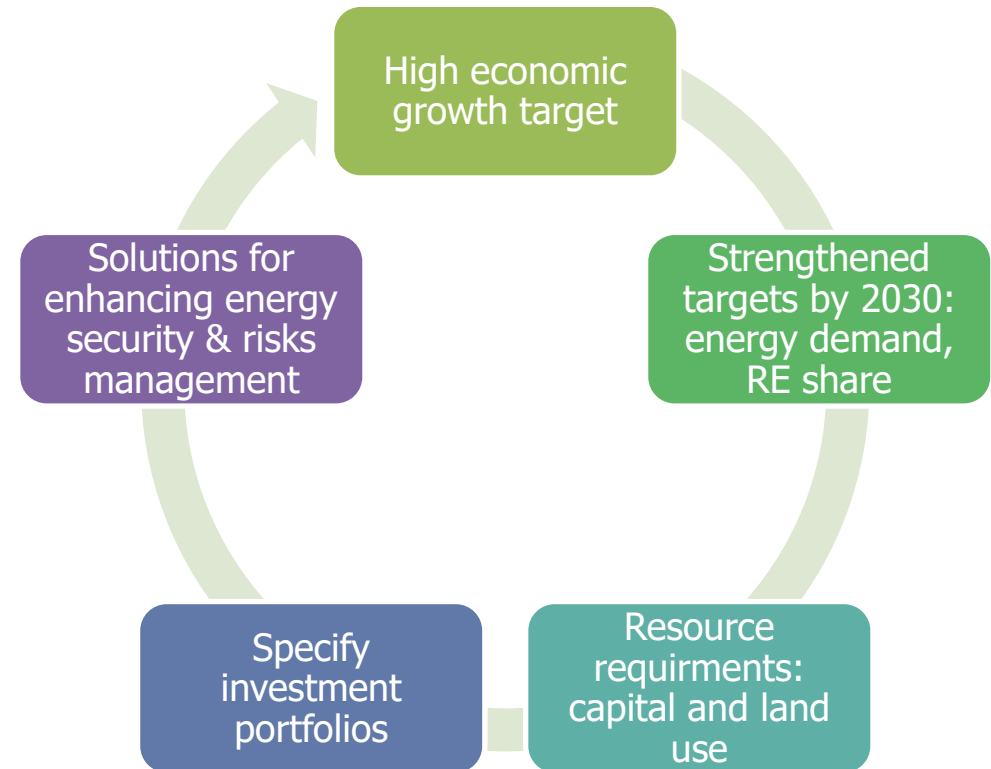 High economic
growth target
Strengthened
targets by 2030:
energy demand,
RE share
Resource
requirments:
capital and land
use
Specify
investment
portfolios
Solutions for
enhancing energy
security & risks
management